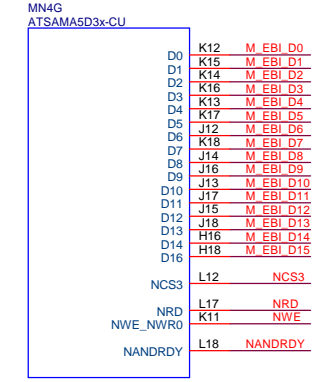 MN4G
ATSAMA5D3x-CU
D0 K12 M_EBI_D0
D1 K15 M_EBI_D1
D2 K14 M_EBI_D2
D3 K16 M_EBI_D3
D4 K13 M_EBI_D4
D5 K17 M_EBI_D5
D6 J12 M_EBI_D6
D7 K18 M_EBI_D7
D8 J14 M_EBI_D8
D9 J16 M_EBI_D9
D10 J13 M_EBI_D10
D11 J17 M_EBI_D11
D12 J15 M_EBI_D12
D13 J18 M_EBI_D13
D14 H16 M_EBI_D14
D16 H18 M_EBI_D15
NCS3 L12 NCS3
NRD L17 NRD
NWE_NWR0 K11 NWE
NANDRDY L18 NANDRDY